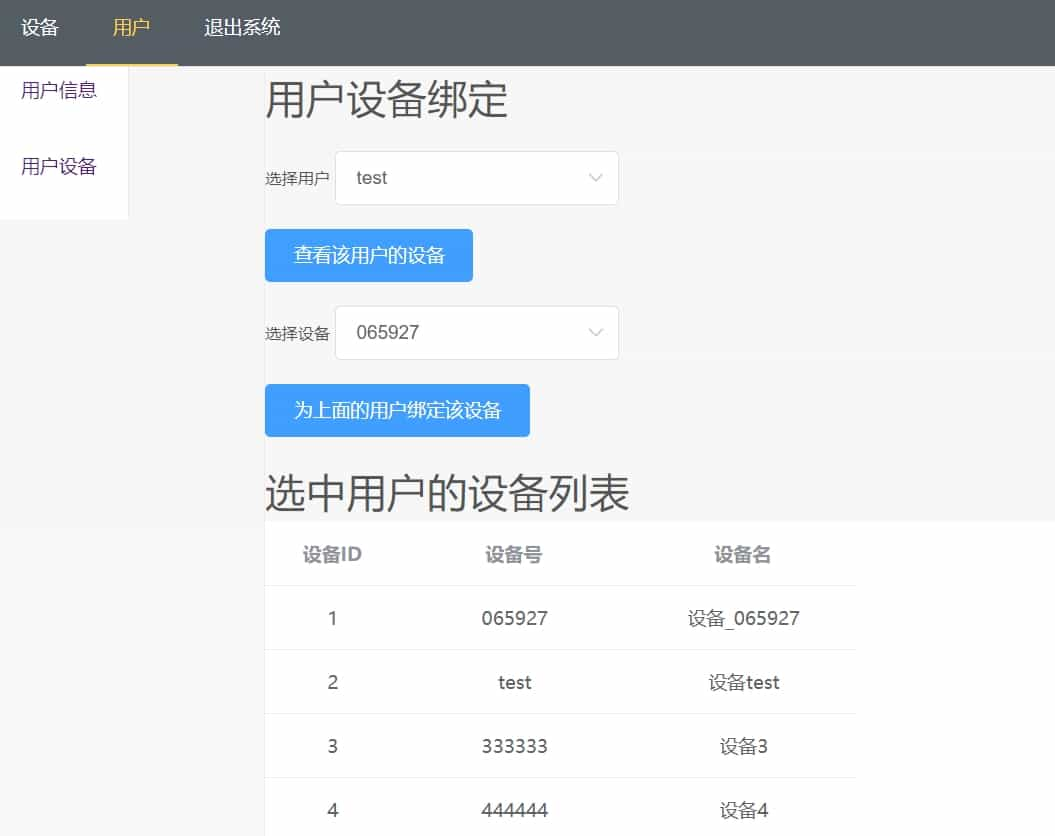 设备 用户 退出系统
用户信息
用户设备
用户设备绑定
选择用户 test
查看该用户的设备
选择设备 065927
为上面的用户绑定该设备
选中用户的设备列表
设备ID 设备号 设备名
1 065927 设备_065927
2 test 设备test
3 333333 设备3
4 444444 设备4